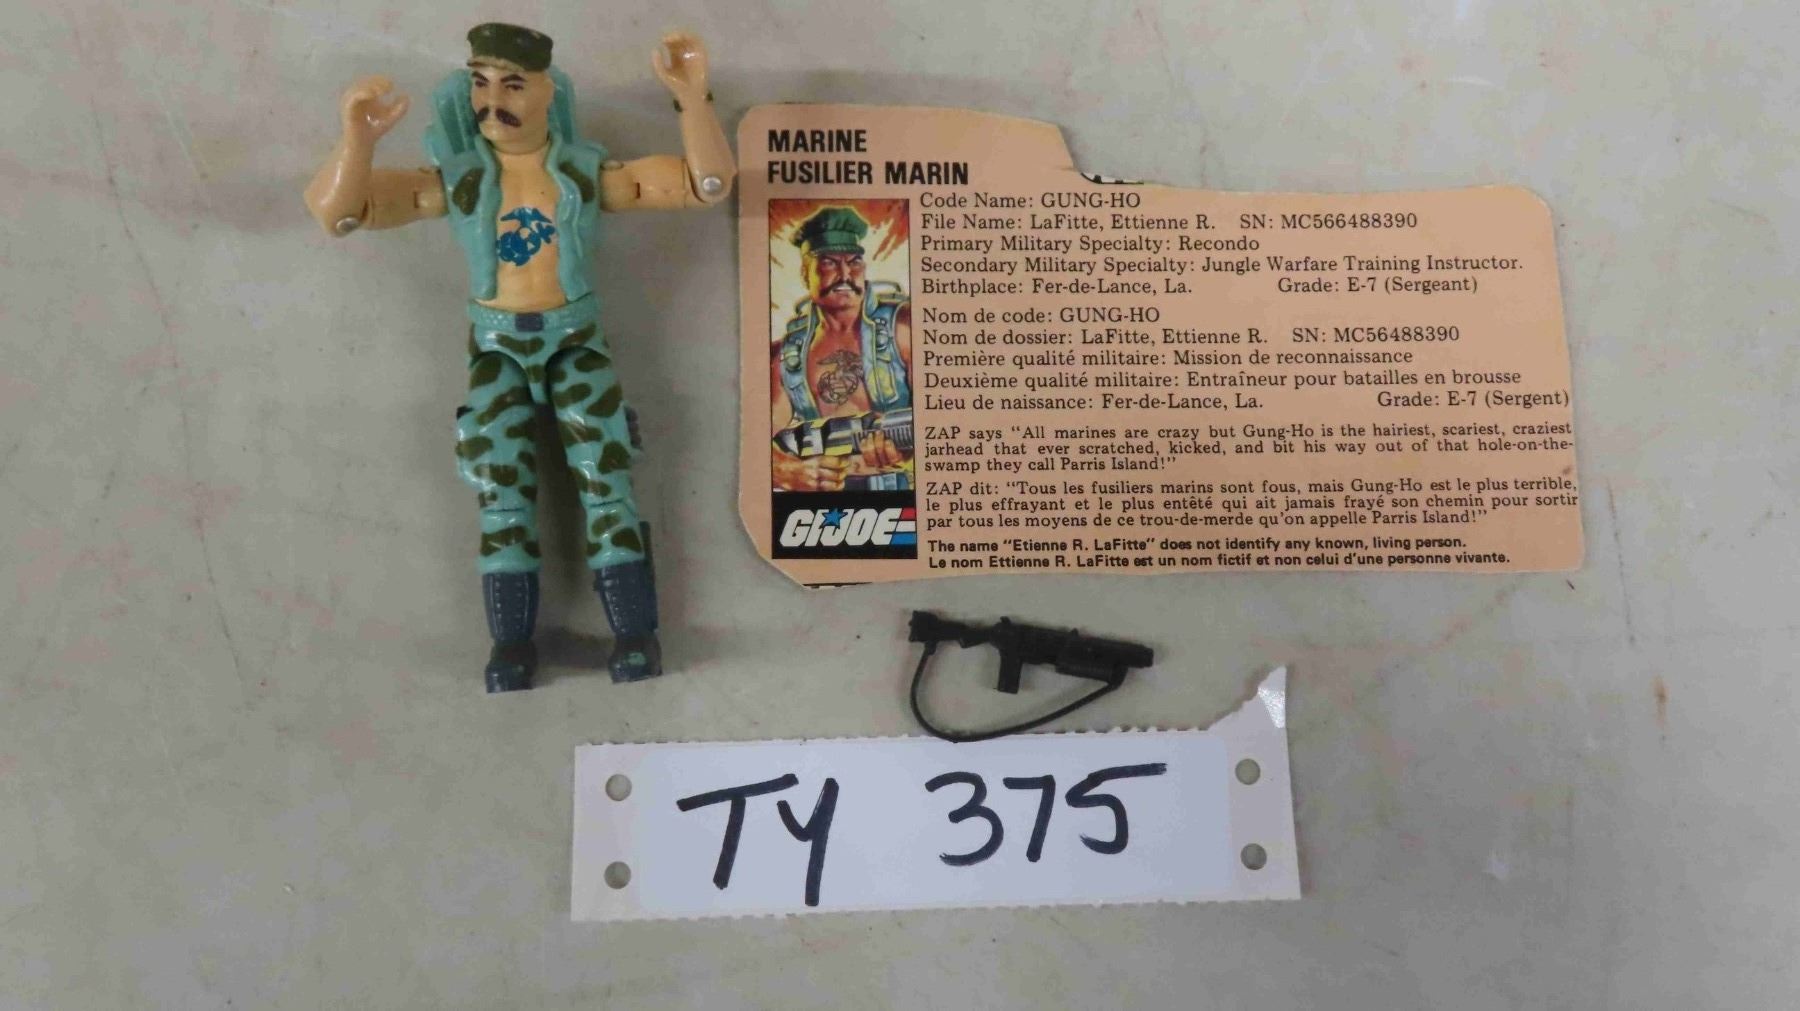 MARINE
FUSILIER MARIN
Code Name: GUNG-HO
File Name: LaFitte, Ettienne R. SN: MC566488390
Primary Military Specialty: Recondo
Secondary Military Specialty: Jungle Warfare Training Instructor.
Birthplace: Fer-de-Lance, La. Grade: E-7 (Sergeant)
Nom de code: GUNG-HO
Nom de dossier: LaFitte, Ettienne R. SN: MC56488390
Première qualité militaire: Mission de reconnaissance
Deuxième qualité militaire: Entraîneur pour batailles en brousse
Lieu de naissance: Fer-de-Lance, La. Grade: E-7 (Sergent)
ZAP says "All marines are crazy but Gung-Ho is the hairiest, scariest, craziest
jarhead that ever scratched, kicked, and bit his way out of that hole-on-the-
swamp they call Parris Island!"
ZAP dit: "Tous les fusiliers marins sont fous, mais Gung-Ho est le plus terrible,
le plus effrayant et le plus entêté qui ait jamais frayé son chemin pour sortir
par tous les moyens de ce trou-de-merde qu'on appelle Parris Island!"
The name "Etienne R. LaFitte" does not identify any known, living person.
Le nom Ettienne R. LaFitte est un nom fictif et non celui d'une personne vivante.
GI JOE
TY 375